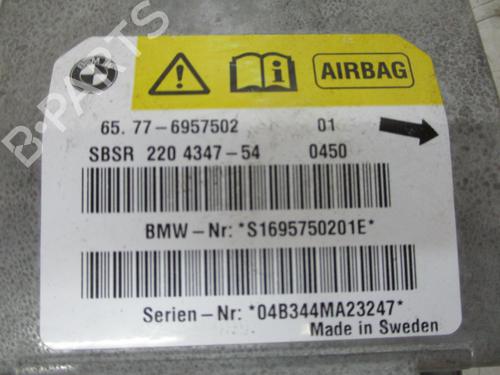 B-PARTS
BMW
AIRBAG
65. 77-6957502 01
SBSR 220 4347-54 0450
BMW-Nr: *S1695750201E*
Serien-Nr: *04B344MA23247*
Made in Sweden